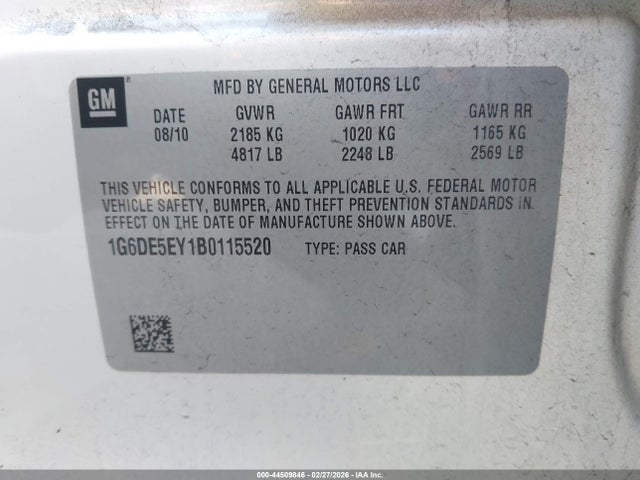 GM
MFD BY GENERAL MOTORS LLC
DATE GVWR GAWR FRT GAWR RR
08/10 2185 KG 1020 KG 1165 KG
4817 LB 2248 LB 2569 LB
THIS VEHICLE CONFORMS TO ALL APPLICABLE U.S. FEDERAL MOTOR
VEHICLE SAFETY, BUMPER, AND THEFT PREVENTION STANDARDS IN
EFFECT ON THE DATE OF MANUFACTURE SHOWN ABOVE.
1G6DE5EY1B0115520 TYPE: PASS CAR
000-44509846 - 02/27/2026 - IAA Inc.